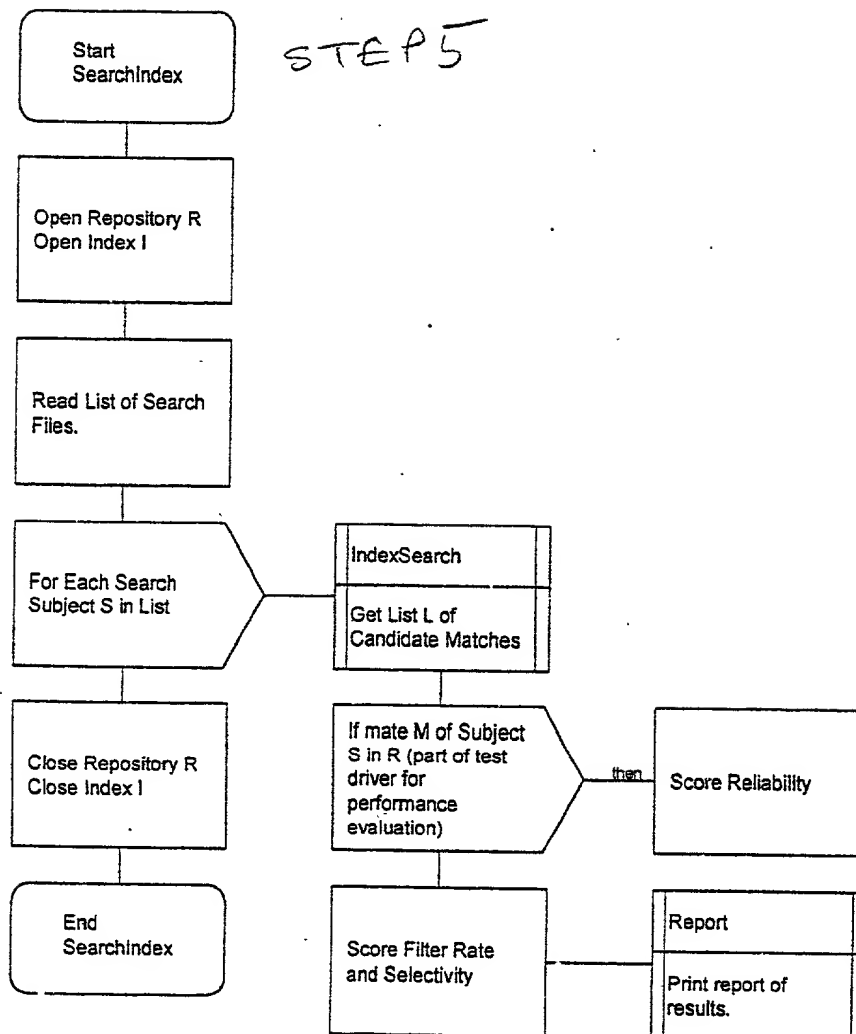 Start
SearchIndex
STEP 5
Open Repository R
Open Index I
Read List of Search
Files.
For Each Search
Subject S in List
IndexSearch
Get List L of
Candidate Matches
If mate M of Subject
S in R (part of test
driver for
performance
evaluation)
then
Score Reliability
Close Repository R
Close Index I
End
SearchIndex
Score Filter Rate
and Selectivity
Report
Print report of
results.